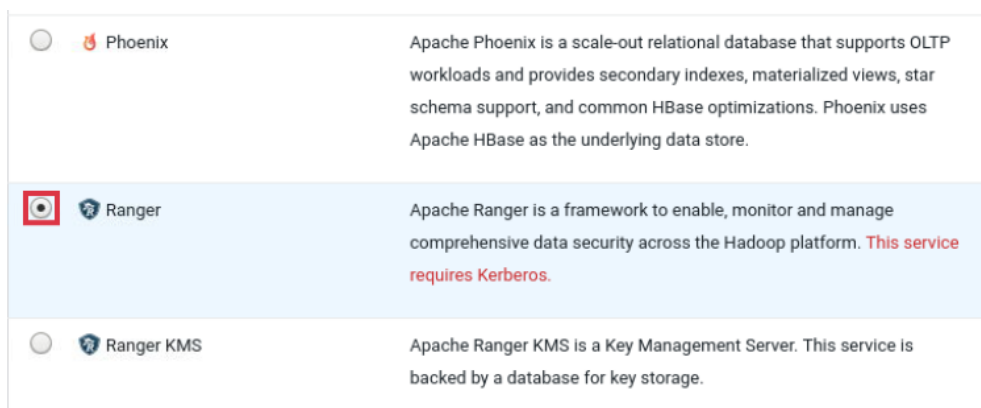 Phoenix
Apache Phoenix is a scale-out relational database that supports OLTP
workloads and provides secondary indexes, materialized views, star
schema support, and common HBase optimizations. Phoenix uses
Apache HBase as the underlying data store.
Ranger
Apache Ranger is a framework to enable, monitor and manage
comprehensive data security across the Hadoop platform. This service
requires Kerberos.
Ranger KMS
Apache Ranger KMS is a Key Management Server. This service is
backed by a database for key storage.